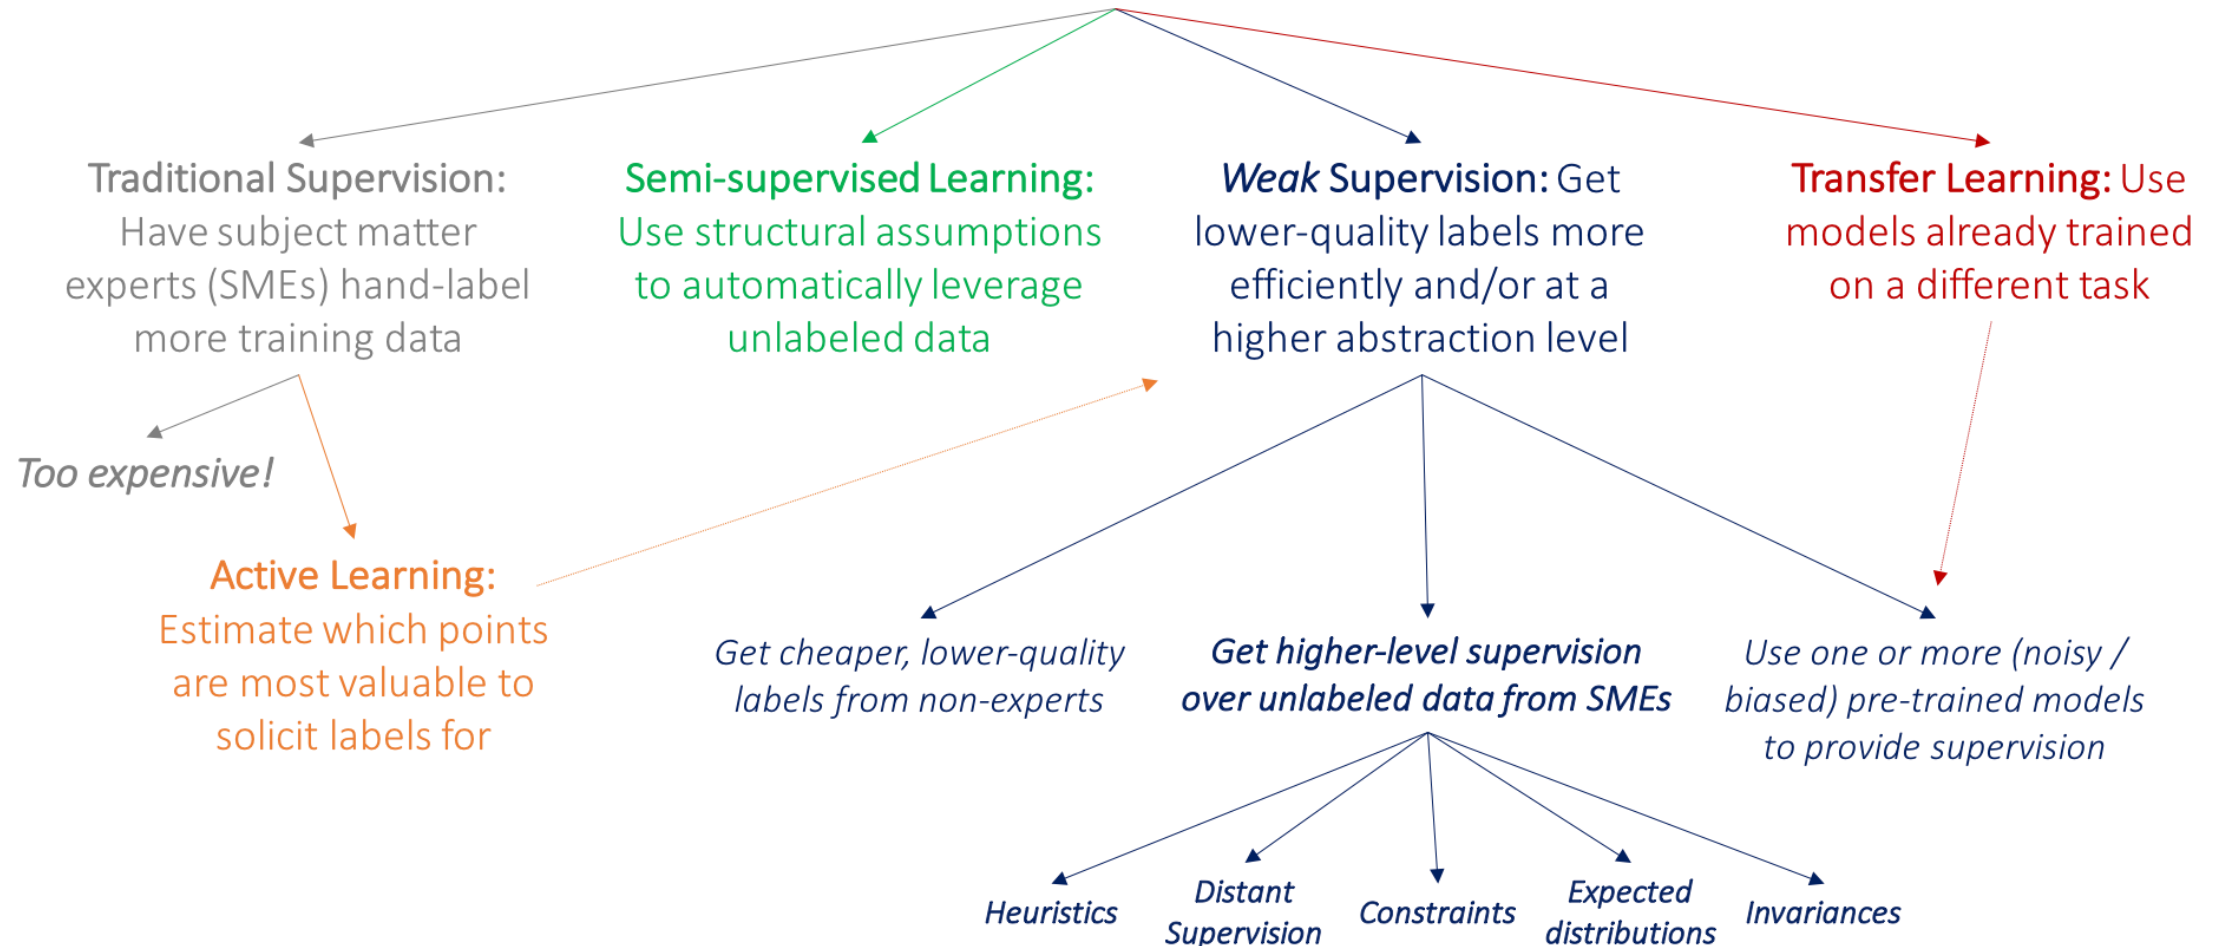 Traditional Supervision:
Have subject matter
experts (SMEs) hand-label
more training data
Semi-supervised Learning:
Use structural assumptions
to automatically leverage
unlabeled data
Weak Supervision: Get
lower-quality labels more
efficiently and/or at a
higher abstraction level
Transfer Learning: Use
models already trained
on a different task
Too expensive!
Active Learning:
Estimate which points
are most valuable to
solicit labels for
Get cheaper, lower-quality
labels from non-experts
Get higher-level supervision
over unlabeled data from SMEs
Use one or more (noisy /
biased) pre-trained models
to provide supervision
Heuristics
Distant
Supervision
Constraints
Expected
distributions
Invariances